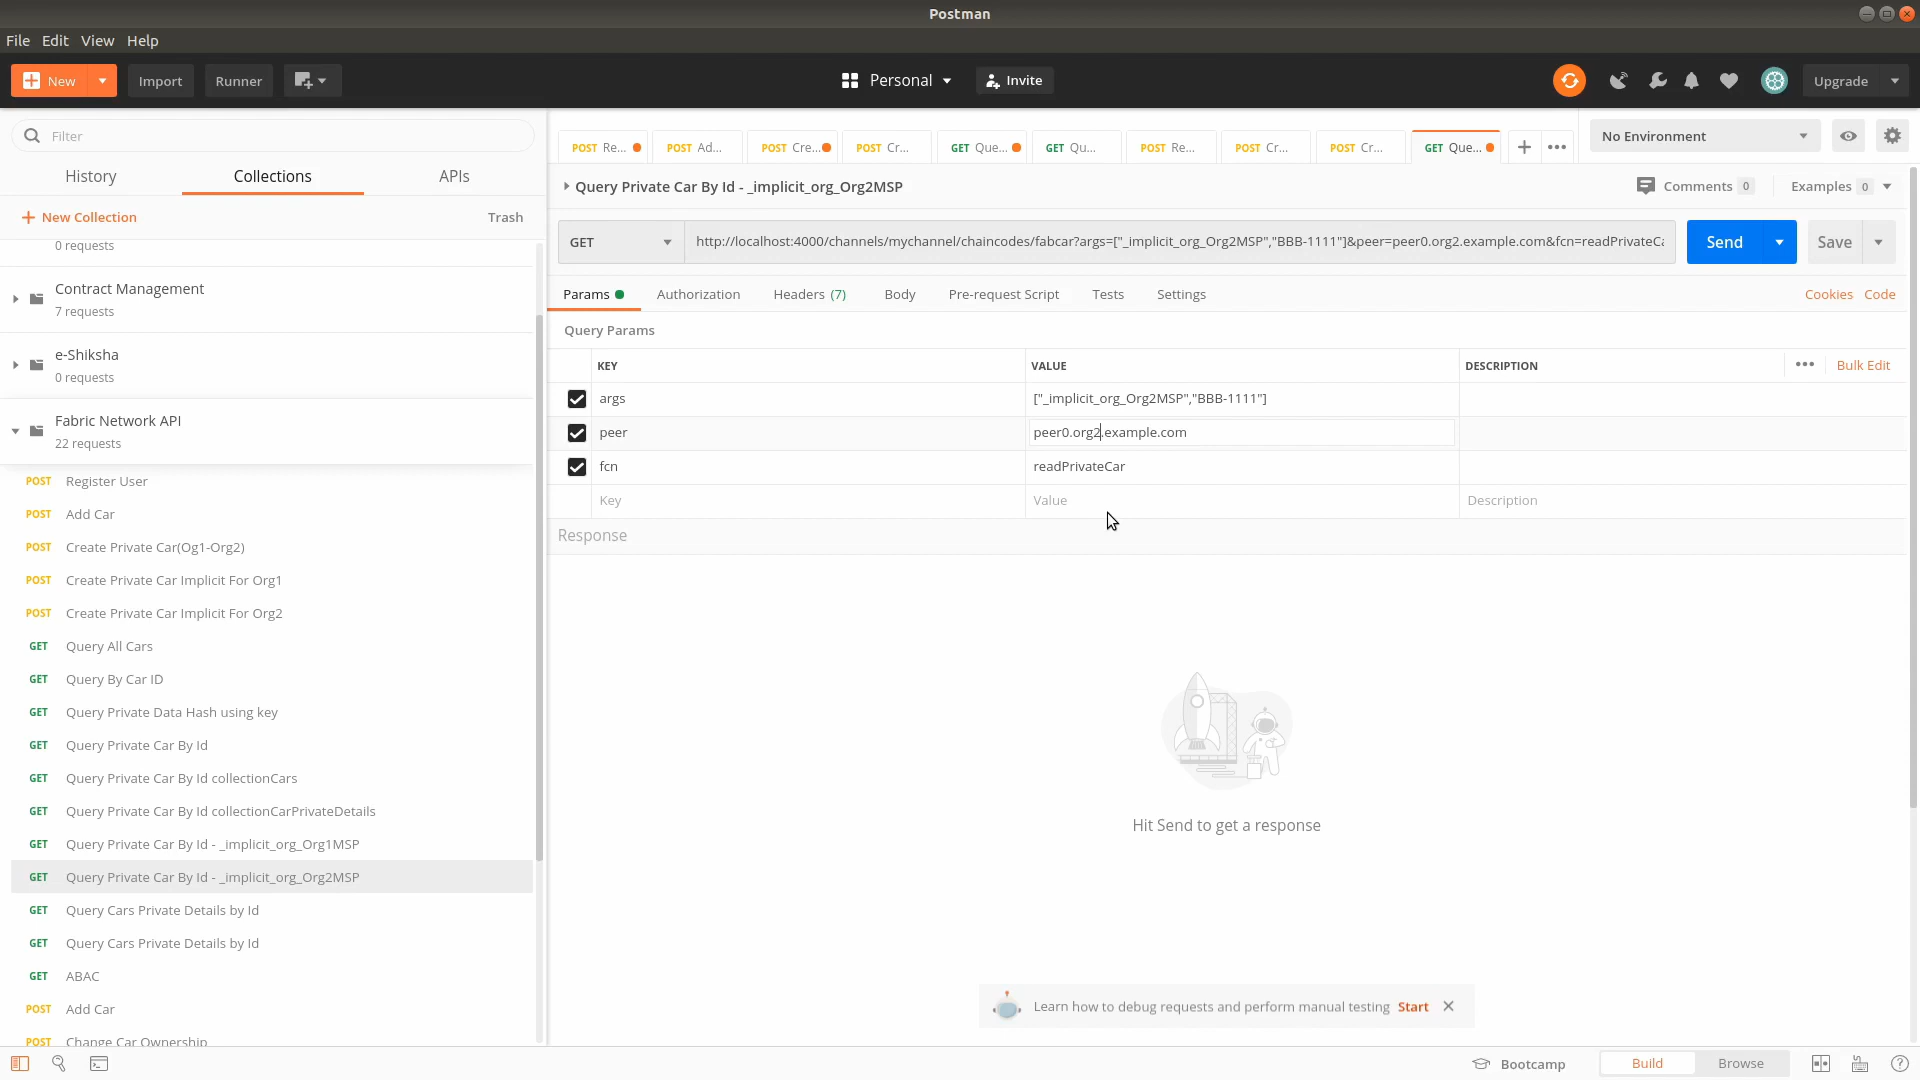 Postman
File Edit View Help
New Import Runner Personal Invite Upgrade
Filter
History Collections APIs
New Collection Trash
0 requests
Contract Management
7 requests
e-Shiksha
0 requests
Fabric Network API
22 requests
POST Register User
POST Add Car
POST Create Private Car(Og1-Org2)
POST Create Private Car Implicit For Org1
POST Create Private Car Implicit For Org2
GET Query All Cars
GET Query By Car ID
GET Query Private Data Hash using key
GET Query Private Car By Id
GET Query Private Car By Id collectionCars
GET Query Private Car By Id collectionCarPrivateDetails
GET Query Private Car By Id - _implicit_org_Org1MSP
GET Query Private Car By Id - _implicit_org_Org2MSP
GET Query Cars Private Details by Id
GET Query Cars Private Details by Id
GET ABAC
POST Add Car
POST Change Car Ownership
POST Re... POST Ad... POST Cre... POST Cr... GET Que... GET Qu... POST Re... POST Cr... POST Cr... GET Que...
No Environment
Query Private Car By Id - _implicit_org_Org2MSP Comments 0 Examples 0
GET http://localhost:4000/channels/mychannel/chaincodes/fabcar?args=["_implicit_org_Org2MSP","BBB-1111"]&peer=peer0.org2.example.com&fcn=readPrivateCa Send Save
Params Authorization Headers (7) Body Pre-request Script Tests Settings Cookies Code
Query Params
KEY VALUE DESCRIPTION Bulk Edit
args ["_implicit_org_Org2MSP","BBB-1111"]
peer peer0.org2.example.com
fcn readPrivateCar
Key Value Description
Response
Hit Send to get a response
Learn how to debug requests and perform manual testing Start
Bootcamp Build Browse